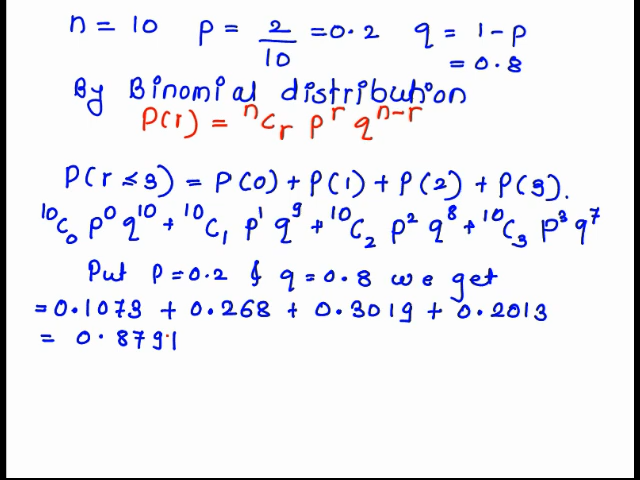 n = 10 p = 2/10 = 0.2 q = 1 - p
= 0.8
By Binomial distribution
P(r) = ⁿCᵣ pʳ qⁿ⁻ʳ
P(r ≤ 3) = P(0) + P(1) + P(2) + P(3).
¹⁰C₀ p⁰ q¹⁰ + ¹⁰C₁ p¹ q⁹ + ¹⁰C₂ p² q⁸ + ¹⁰C₃ p³ q⁷
Put p = 0.2 & q = 0.8 we get
= 0.1073 + 0.268 + 0.3019 + 0.2013
= 0.8791